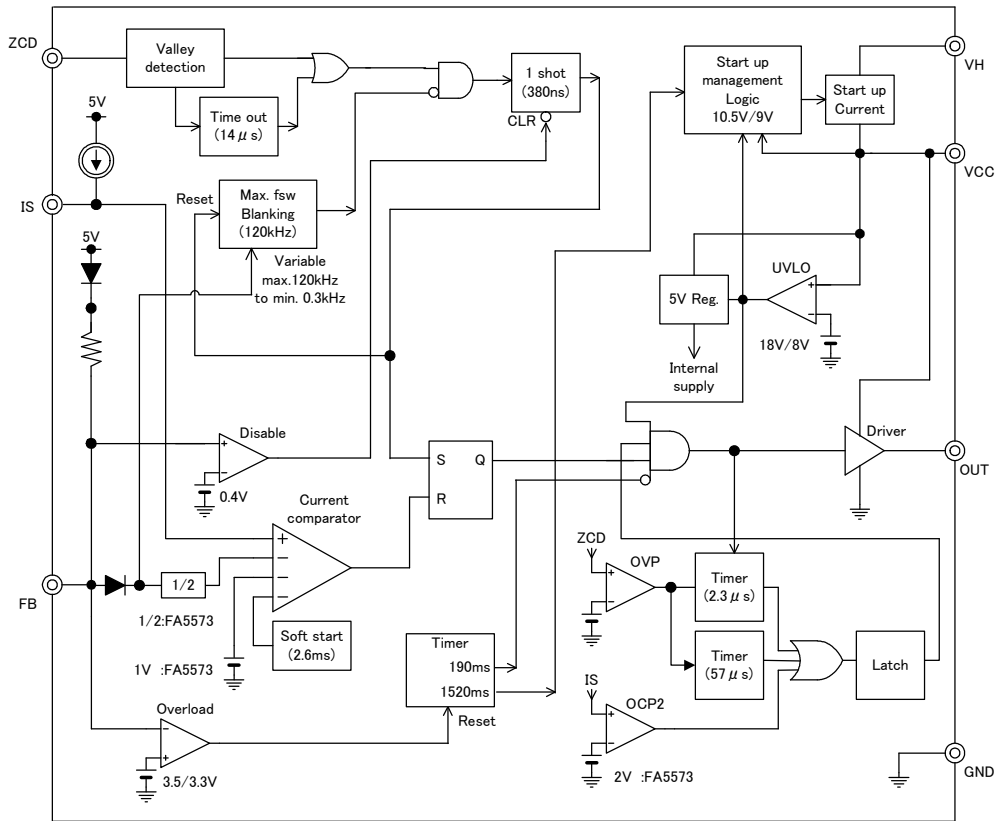 ZCD
Valley
detection
Time out
(14μs)
1 shot
(380ns)
CLR
Start up
management
Logic
10.5V/9V
Start up
Current
VH
VCC
5V
IS
Reset
Max. fsw
Blanking
(120kHz)
Variable
max.120kHz
to min. 0.3kHz
5V
UVLO
+
−
5V Reg.
18V/8V
Internal
supply
Disable
+
−
0.4V
S
Q
R
Driver
OUT
Current
comparator
+
−
−
−
FB
1/2
1/2:FA5573
Soft start
(2.6ms)
1V :FA5573
Timer
190ms
1520ms
Reset
Overload
−
+
3.5/3.3V
ZCD
OVP
+
−
Timer
(2.3μs)
Timer
(57μs)
Latch
IS
OCP2
+
−
2V :FA5573
GND